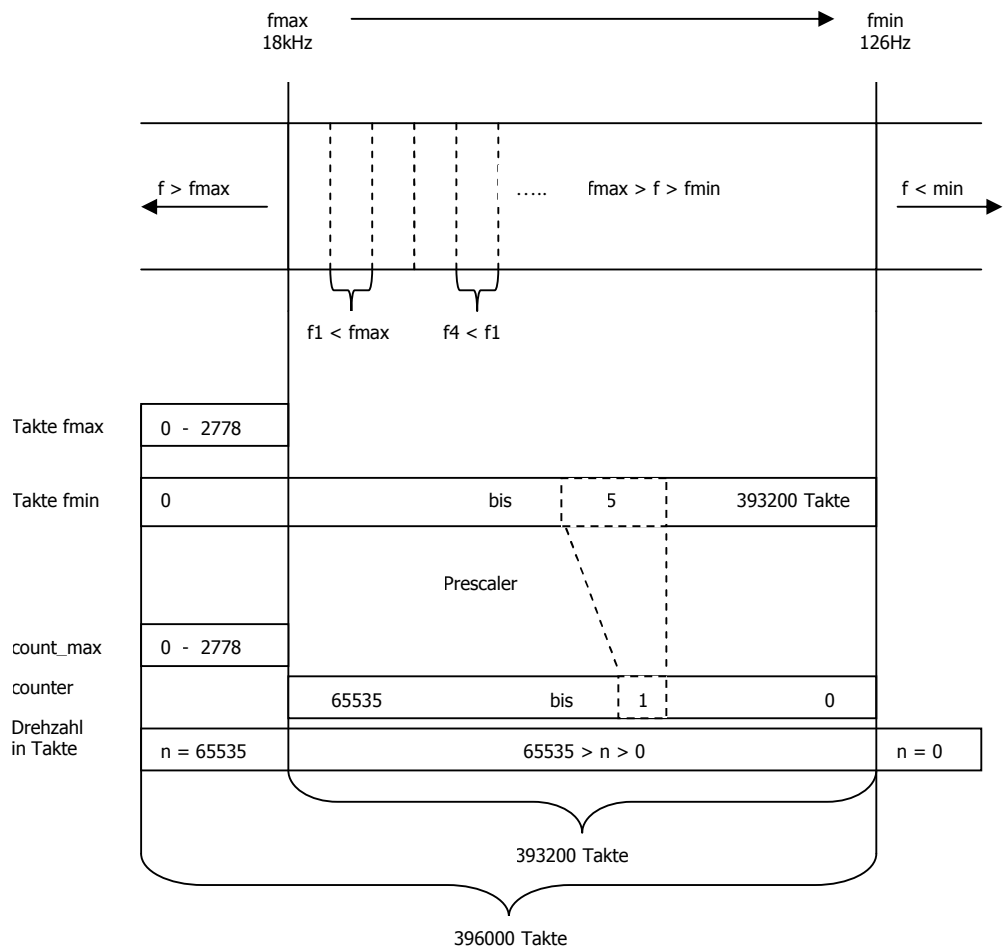 fmax
18kHz
fmin
126Hz
f > fmax
.....
fmax > f > fmin
f < min
f1 < fmax
f4 < f1
Takte fmax
0 - 2778
Takte fmin
0
bis
5
393200 Takte
Prescaler
count_max
0 - 2778
counter
65535
bis
1
0
Drehzahl
in Takte
n = 65535
65535 > n > 0
n = 0
393200 Takte
396000 Takte